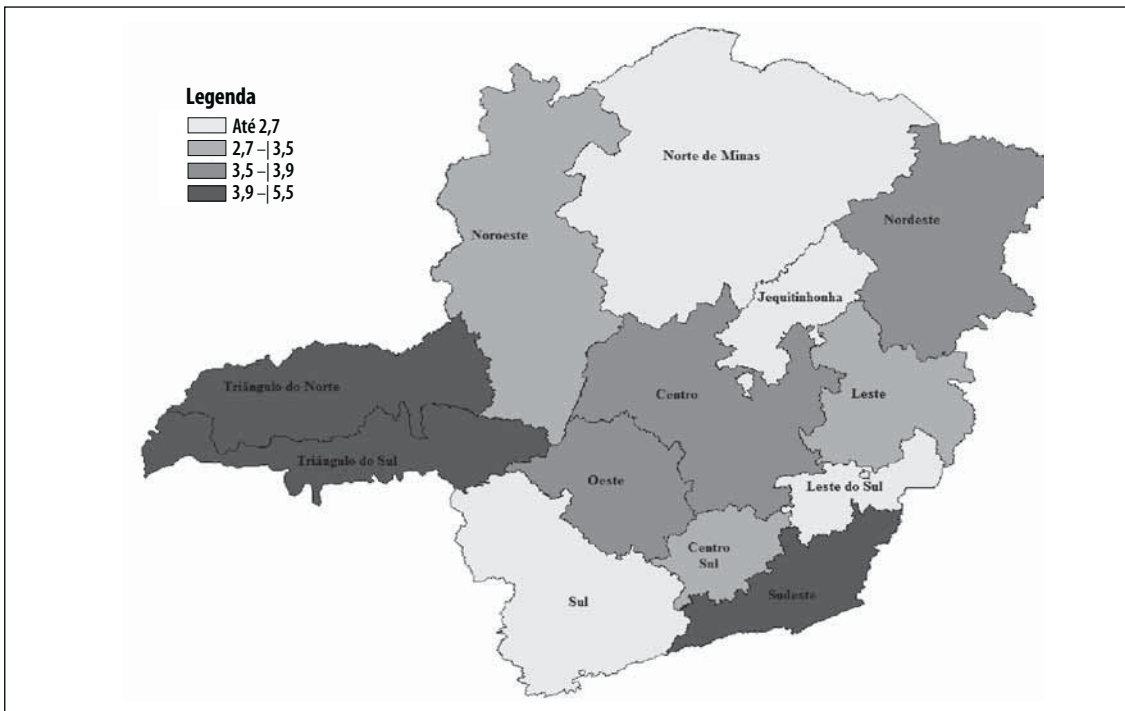 Legenda
Até 2,7
2,7 –| 3,5
3,5 –| 3,9
3,9 –| 5,5
Norte de Minas
Nordeste
Noroeste
Jequitinhonha
Triângulo do Norte
Centro
Leste
Triângulo do Sul
Oeste
Leste do Sul
Centro
Sul
Sudeste
Sul